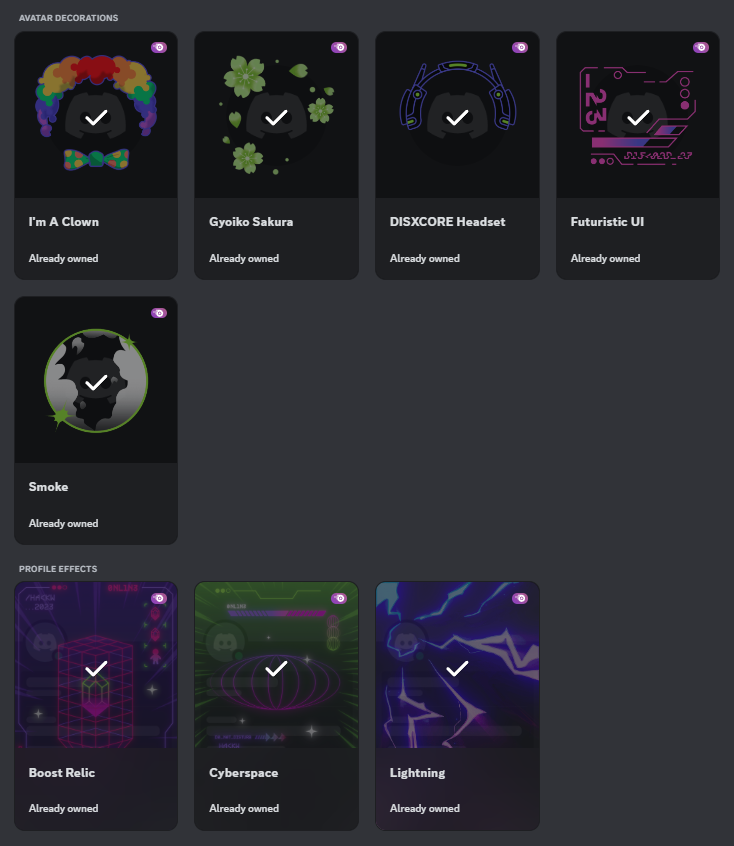 AVATAR DECORATIONS
I'm A Clown
Already owned
Gyoiko Sakura
Already owned
DISXCORE Headset
Already owned
123
Futuristic UI
Already owned
Smoke
Already owned
PROFILE EFFECTS
Boost Relic
Already owned
Cyberspace
Already owned
Lightning
Already owned